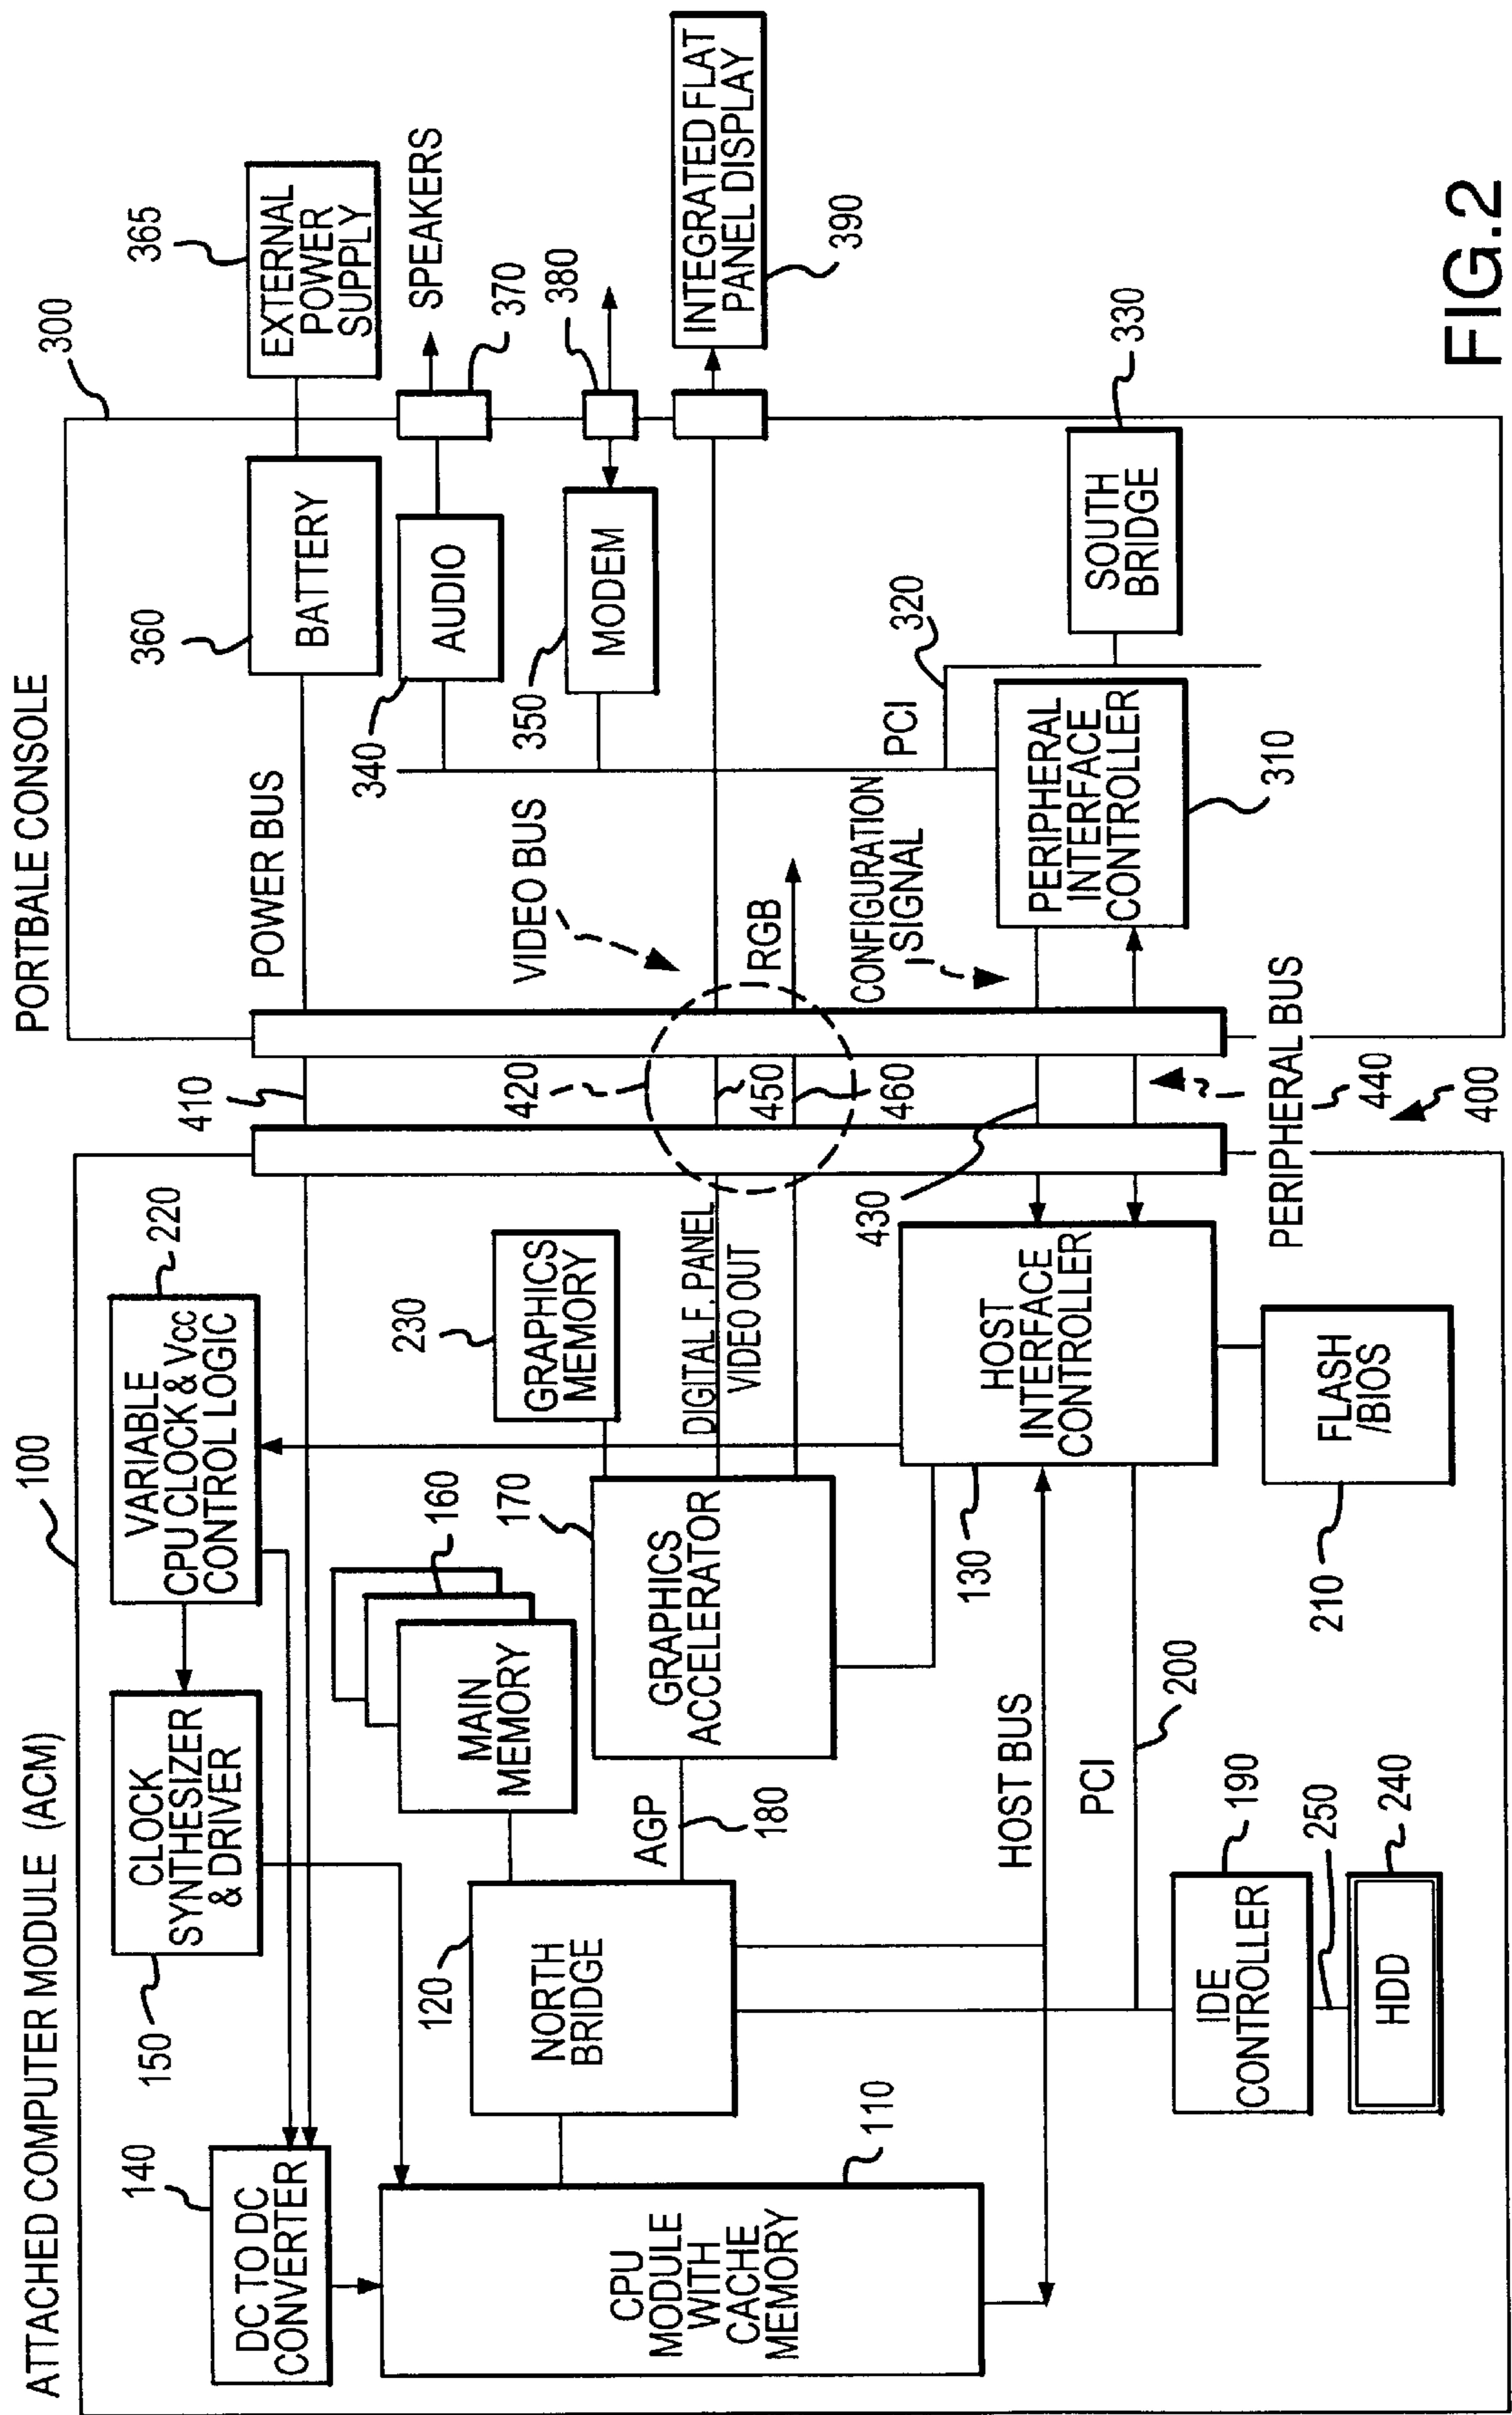 ATTACHED COMPUTER MODULE (ACM)
100
140
DC TO DC
CONVERTER
150
CLOCK
SYNTHESIZER
& DRIVER
220
VARIABLE
CPU CLOCK & Vcc
CONTROL LOGIC
110
CPU
MODULE
WITH
CACHE
MEMORY
120
NORTH
BRIDGE
MAIN
MEMORY
160
AGP
180
170
GRAPHICS
ACCELERATOR
230
GRAPHICS
MEMORY
DIGITAL F. PANEL
VIDEO OUT
HOST BUS
PCI
200
130
HOST
INTERFACE
CONTROLLER
190
IDE
CONTROLLER
250
240
HDD
210
FLASH
/BIOS
410
420
450
460
430
PERIPHERAL BUS
440
400
PORTBALE CONSOLE
300
POWER BUS
360
BATTERY
365
EXTERNAL
POWER
SUPPLY
340
AUDIO
SPEAKERS
370
350
MODEM
380
VIDEO BUS
RGB
INTEGRATED FLAT
PANEL DISPLAY
390
CONFIGURATION
SIGNAL
PCI
320
PERIPHERAL
INTERFACE
CONTROLLER
310
SOUTH
BRIDGE
330
FIG.2